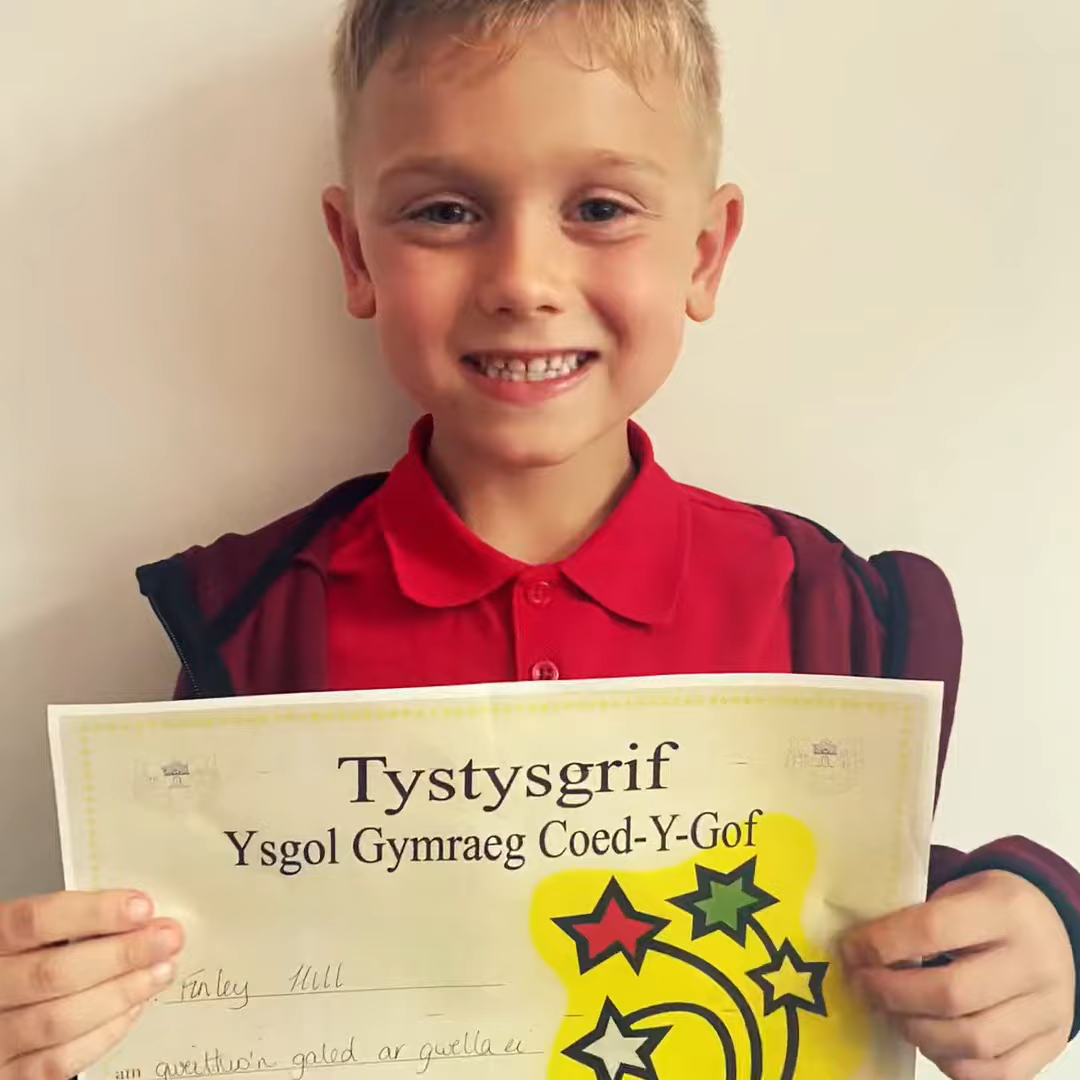 Tystysgrif
Ysgol Gymraeg Coed-Y-Gof
Finley Hill
am gweithio'n galed ar gwella ei